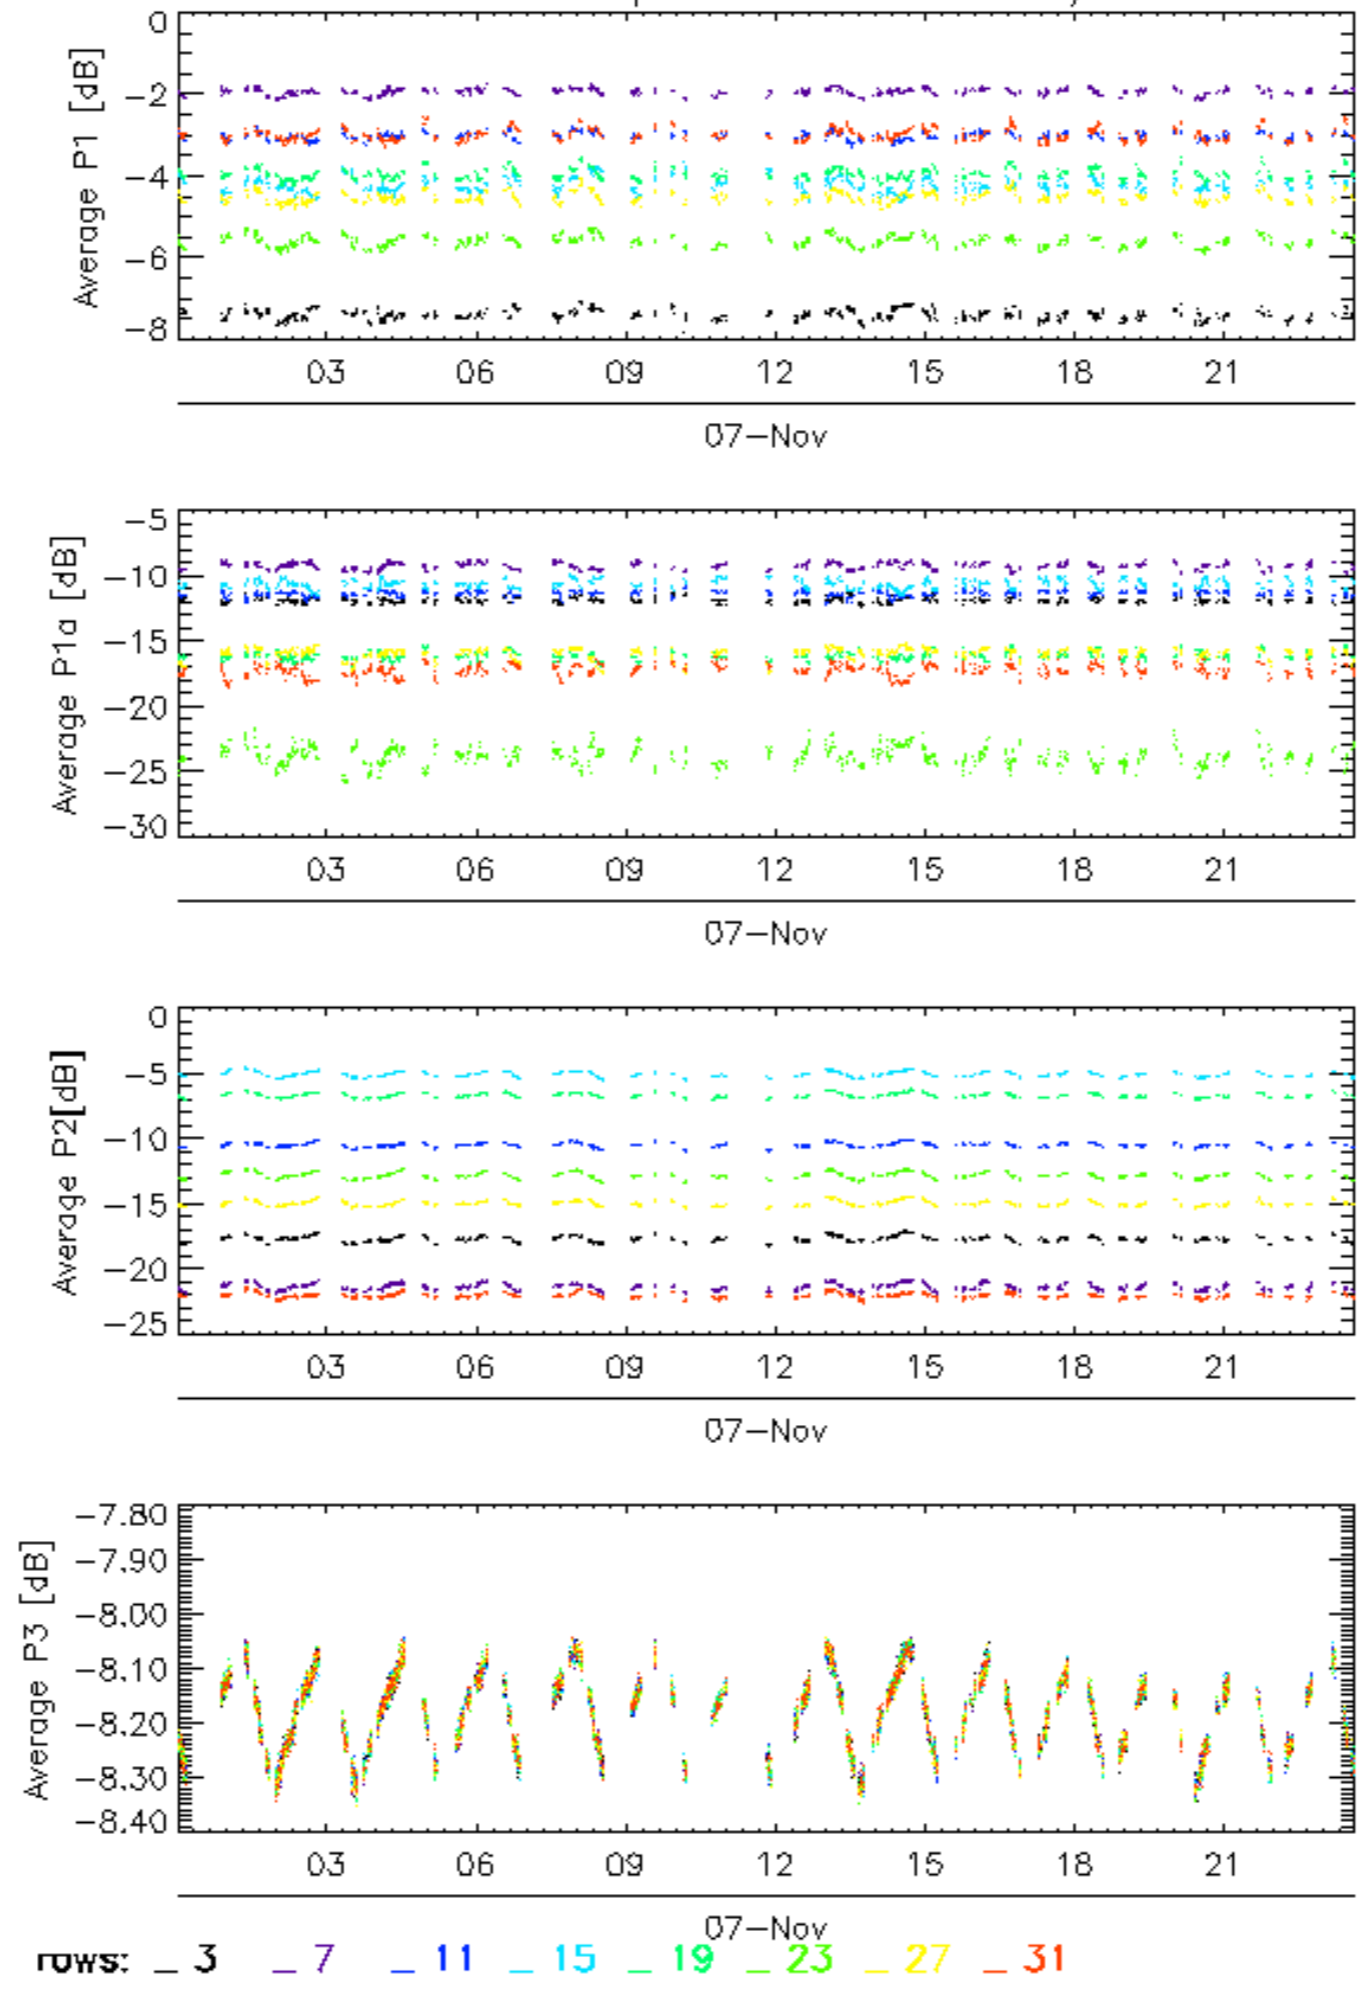 0
−2
−4
−6
−8
Average P1 [dB]
03 06 09 12 15 18 21
07−Nov
−5
−10
−15
−20
−25
−30
Average P1a [dB]
03 06 09 12 15 18 21
07−Nov
0
−5
−10
−15
−20
−25
Average P2[dB]
03 06 09 12 15 18 21
07−Nov
−7.80
−7.90
−8.00
−8.10
−8.20
−8.30
−8.40
Average P3 [dB]
03 06 09 12 15 18 21
07−Nov
rows: _ 3 _ 7 _ 11 _ 15 _ 19 _ 23 _ 27 _ 31